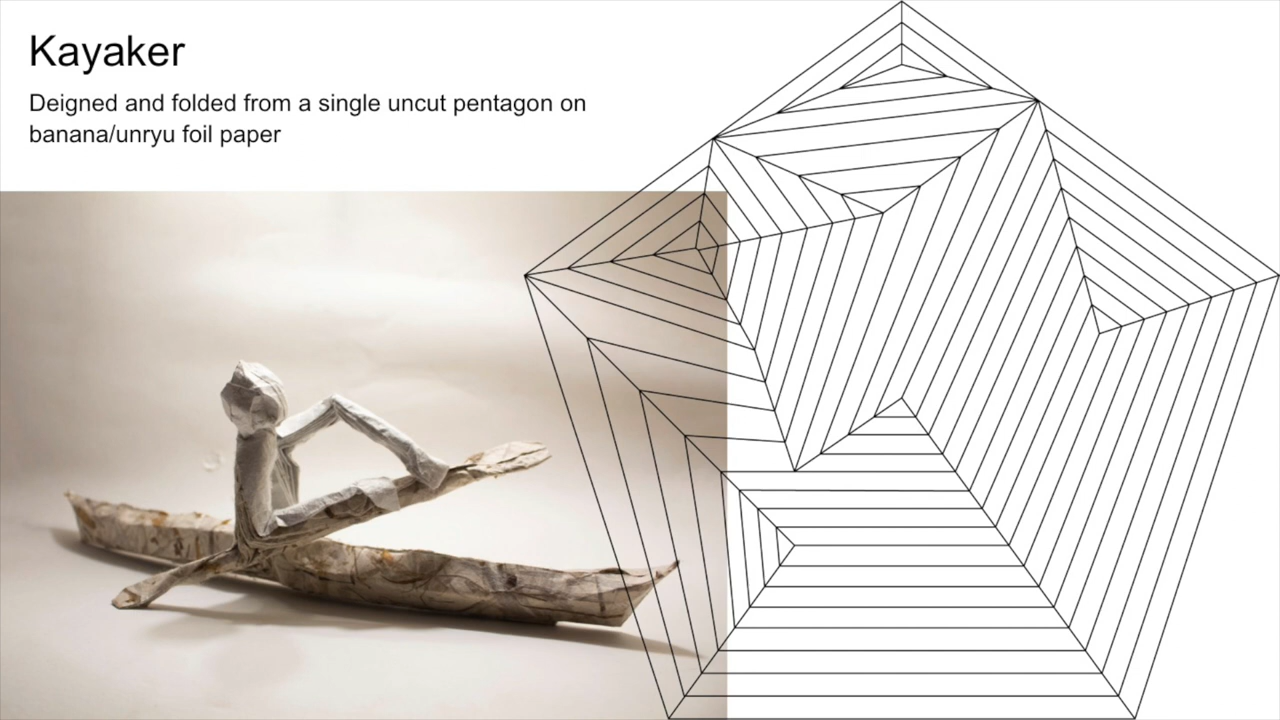 Kayaker
Deigned and folded from a single uncut pentagon on
banana/unryu foil paper